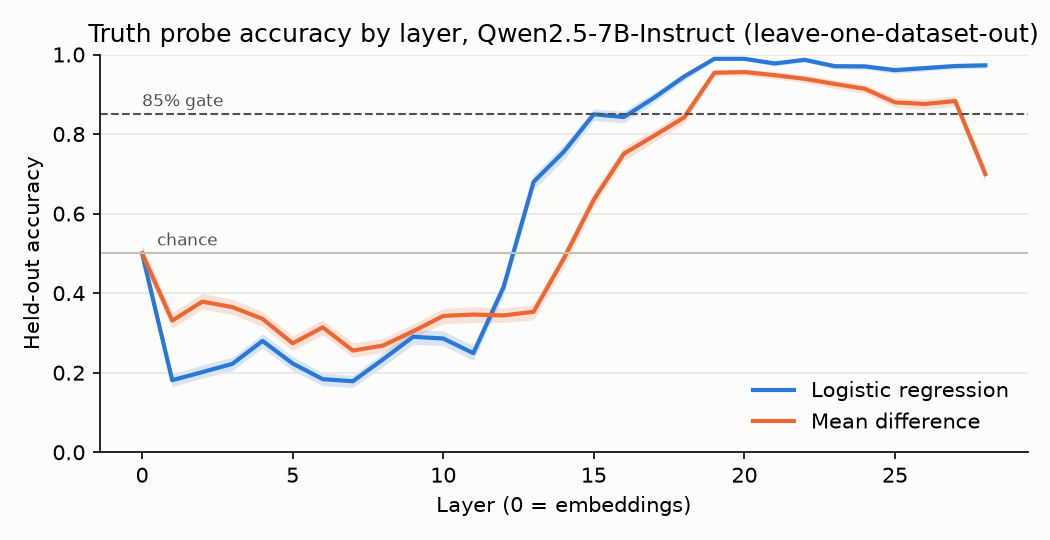 Truth probe accuracy by layer, Qwen2.5-7B-Instruct (leave-one-dataset-out)
Held-out accuracy
1.0
0.8
0.6
0.4
0.2
0.0
85% gate
chance
Logistic regression
Mean difference
0 5 10 15 20 25
Layer (0 = embeddings)